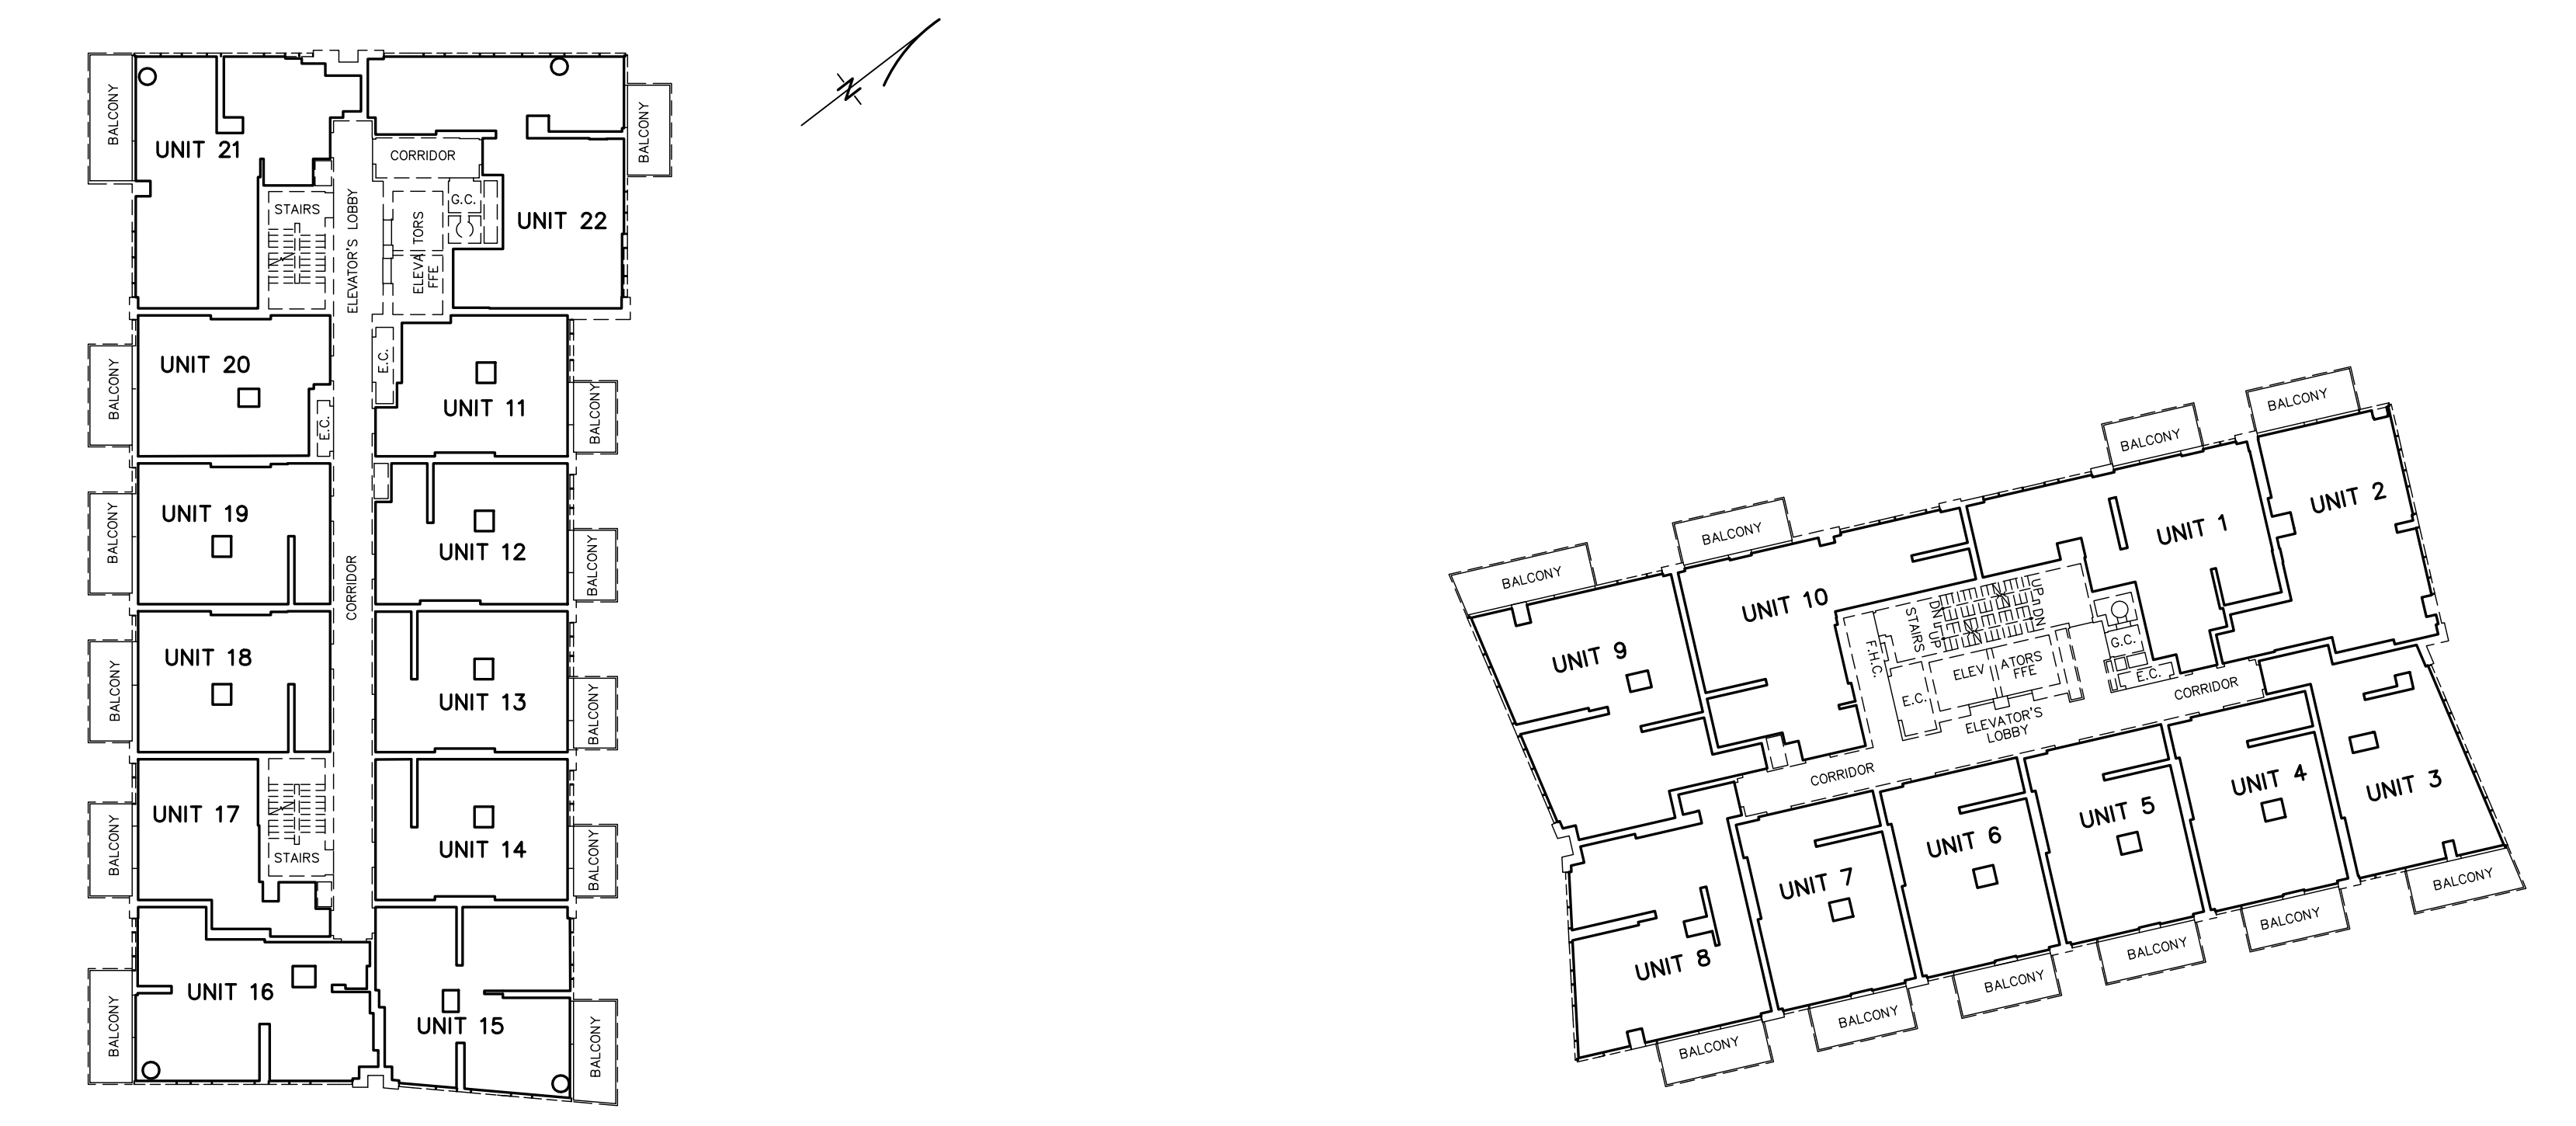 N
BALCONY
UNIT 21
CORRIDOR
BALCONY
STAIRS
ELEVATOR'S LOBBY
G.C.
ELEVATORS
FFE
UNIT 22
BALCONY
UNIT 20
E.C.
E.C.
UNIT 11
BALCONY
BALCONY
UNIT 19
UNIT 12
BALCONY
CORRIDOR
BALCONY
UNIT 18
UNIT 13
BALCONY
BALCONY
UNIT 17
STAIRS
UNIT 14
BALCONY
BALCONY
UNIT 16
UNIT 15
BALCONY
BALCONY
BALCONY
BALCONY
BALCONY
UNIT 9
UNIT 10
UNIT 1
UNIT 2
STAIRS
DN
UP
UP
DN
F.H.C.
E.C.
ELEVATORS
FFE
G.C.
E.C.
ELEVATOR'S
LOBBY
CORRIDOR
CORRIDOR
UNIT 8
UNIT 7
UNIT 6
UNIT 5
UNIT 4
UNIT 3
BALCONY
BALCONY
BALCONY
BALCONY
BALCONY
BALCONY